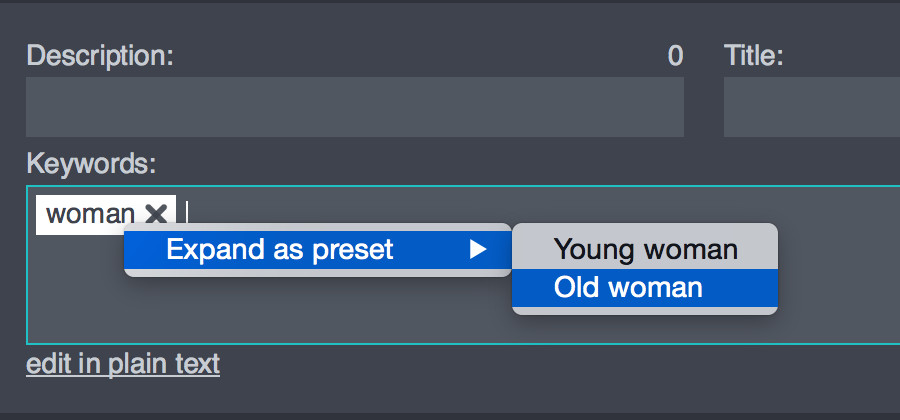 Description: 0 Title:
Keywords:
woman
Expand as preset Young woman
Old woman
edit in plain text